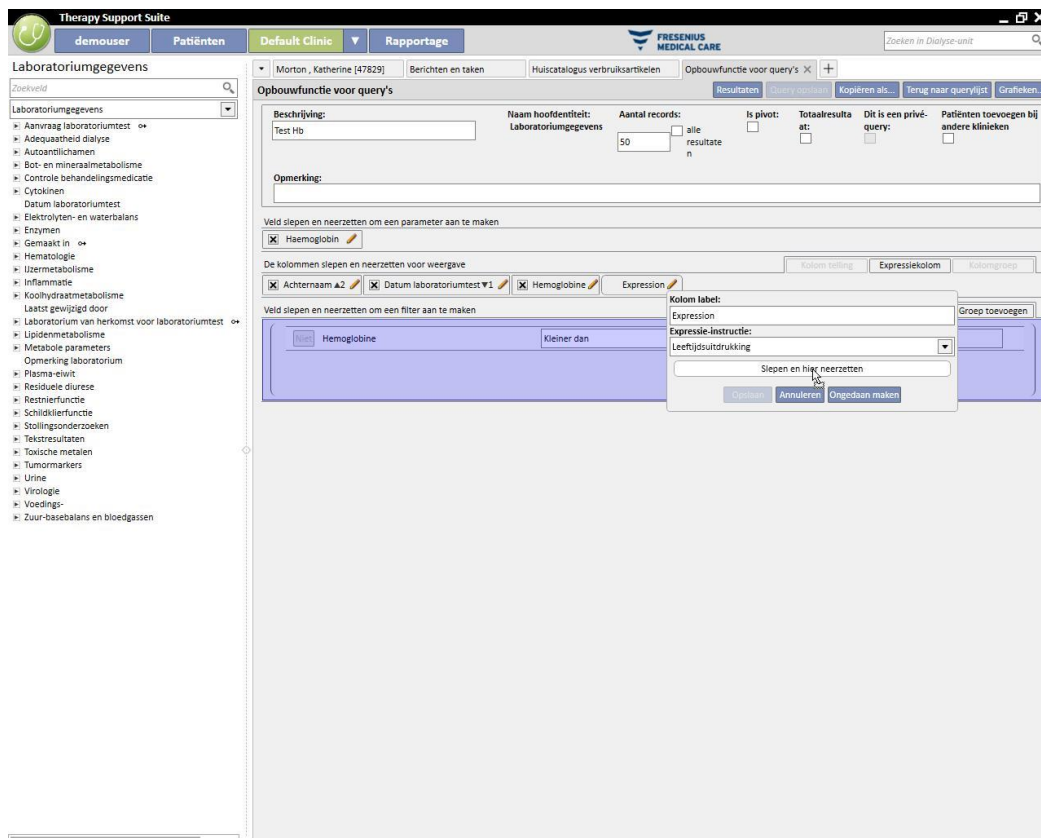 Therapy Support Suite
demouser Patiënten Default Clinic ▼ Rapportage FRESENIUS MEDICAL CARE Zoeken in Dialyse-unit
Laboratoriumgegevens
Zoekveld
Laboratoriumgegevens
Aanvraag laboratoriumtest
Adequaatheid dialyse
Autoantilichamen
Bot- en mineraalmetabolisme
Controle behandelingsmedicatie
Cytokinen
Datum laboratoriumtest
Elektrolyten- en waterbalans
Enzymen
Gemaakt in
Hematologie
IJzermetabolisme
Inflammatie
Koolhydraatmetabolisme
Laatst gewijzigd door
Laboratorium van herkomst voor laboratoriumtest
Lipidenmetabolisme
Metabole parameters
Opmerking laboratorium
Plasma-eiwit
Residuele diurese
Restnierfunctie
Schildklierfunctie
Stollingsonderzoeken
Tekstresultaten
Toxische metalen
Tumormarkers
Urine
Virologie
Voedings-
Zuur-basebalans en bloedgassen
Morton , Katherine [47829] Berichten en taken Huiscatalogus verbruiksartikelen Opbouwfunctie voor query's ✕ +
Opbouwfunctie voor query's
Resultaten Query opslaan Kopiëren als... Terug naar querylijst Grafieken..
Beschrijving:
Test Hb
Naam hoofdentiteit:
Laboratoriumgegevens
Aantal records:
50
alle
resultate
n
Is pivot:
Totaalresulta
at:
Dit is een privé-
query:
Patiënten toevoegen bij
andere klinieken
Opmerking:
Veld slepen en neerzetten om een parameter aan te maken
Haemoglobin
De kolommen slepen en neerzetten voor weergave
Kolom telling Expressiekolom Kolomgroep
Achternaam ▲2 Datum laboratoriumtest ▼1 Hemoglobine Expression
Veld slepen en neerzetten om een filter aan te maken
Groep toevoegen
Niet Hemoglobine Kleiner dan
Kolom label:
Expression
Expressie-instructie:
Leeftijdsuitdrukking
Slepen en hier neerzetten
Opslaan Annuleren Ongedaan maken